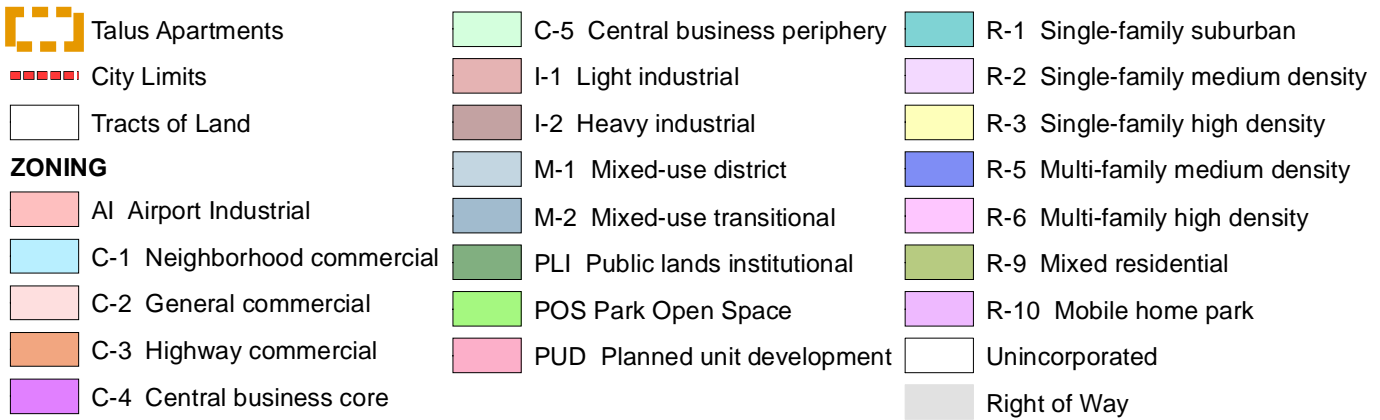 Talus Apartments
City Limits
Tracts of Land
ZONING
AI Airport Industrial
C-1 Neighborhood commercial
C-2 General commercial
C-3 Highway commercial
C-4 Central business core
C-5 Central business periphery
I-1 Light industrial
I-2 Heavy industrial
M-1 Mixed-use district
M-2 Mixed-use transitional
PLI Public lands institutional
POS Park Open Space
PUD Planned unit development
R-1 Single-family suburban
R-2 Single-family medium density
R-3 Single-family high density
R-5 Multi-family medium density
R-6 Multi-family high density
R-9 Mixed residential
R-10 Mobile home park
Unincorporated
Right of Way